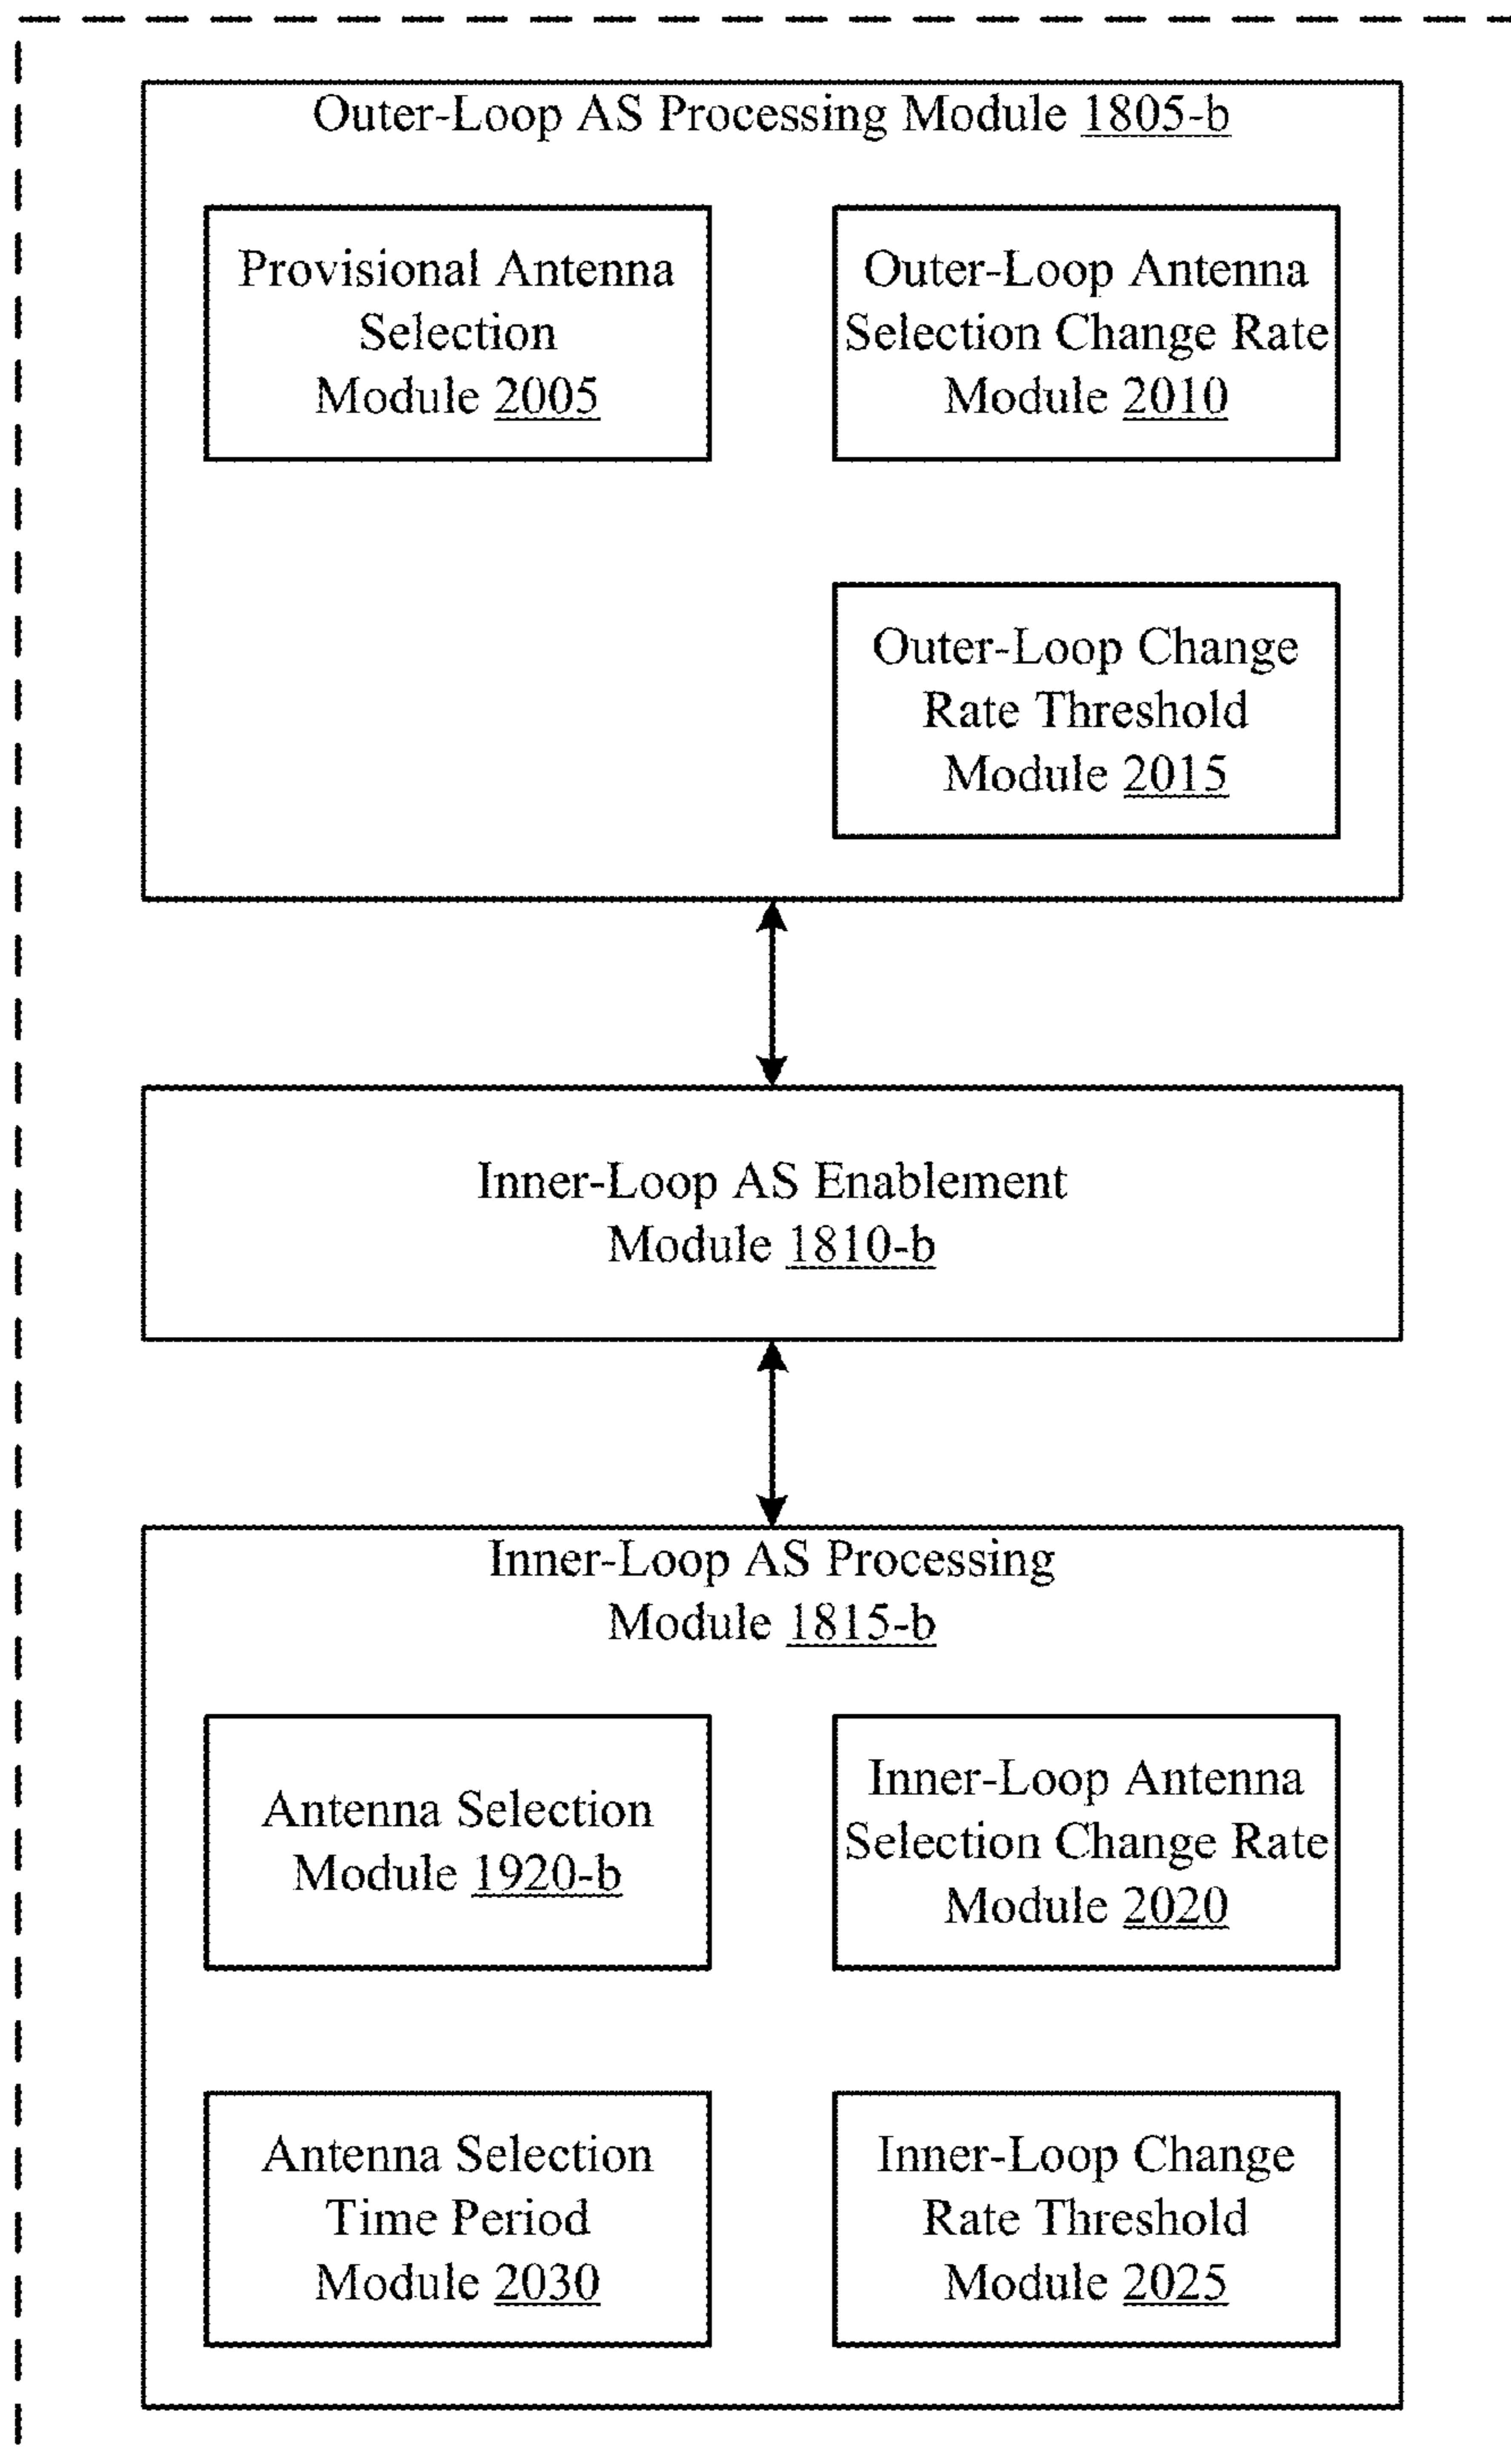 Outer-Loop AS Processing Module 1805-b
Provisional Antenna
Selection
Module 2005
Outer-Loop Antenna
Selection Change Rate
Module 2010
Outer-Loop Change
Rate Threshold
Module 2015
Inner-Loop AS Enablement
Module 1810-b
Inner-Loop AS Processing
Module 1815-b
Antenna Selection
Module 1920-b
Inner-Loop Antenna
Selection Change Rate
Module 2020
Antenna Selection
Time Period
Module 2030
Inner-Loop Change
Rate Threshold
Module 2025